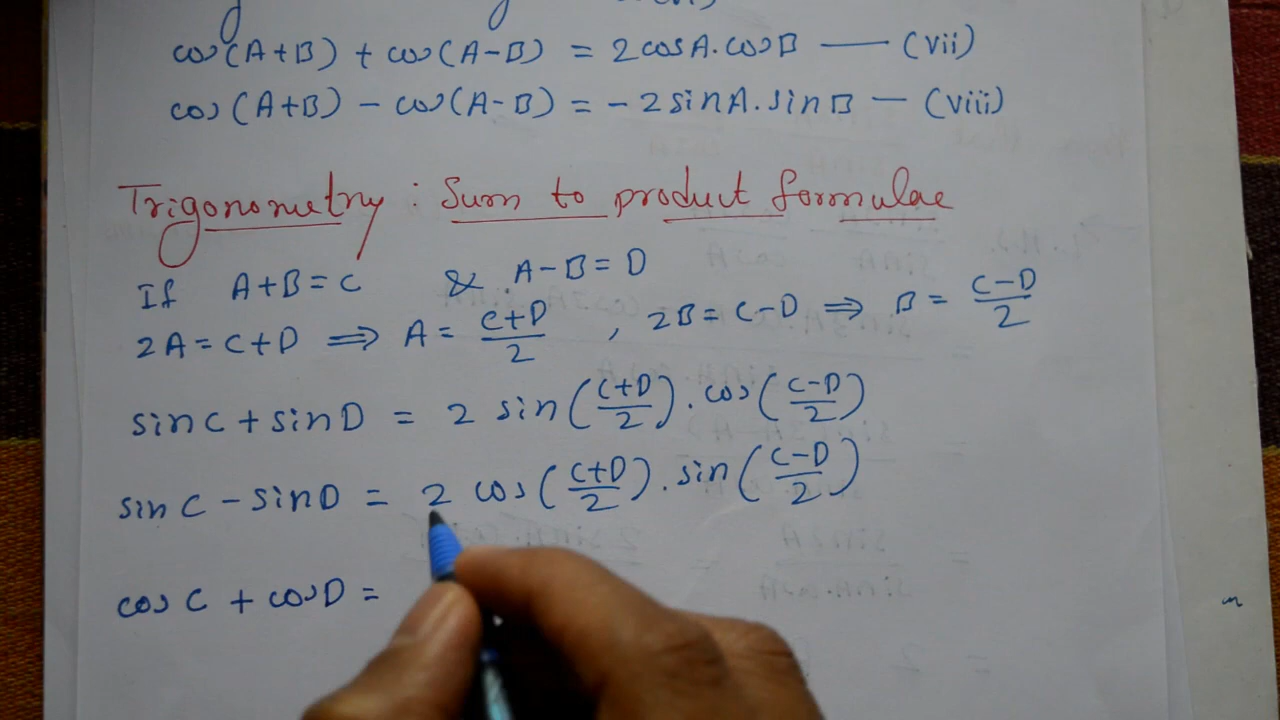 cos(A+B) + cos(A-B) = 2cosA.cosB — (vii)
cos(A+B) - cos(A-B) = -2sinA.sinB — (viii)
Trigonometry : Sum to product formulae
If A+B=C & A-B=D
2A=C+D ⟹ A = (C+D)/2 , 2B=C-D ⟹ B = (C-D)/2
sinC + sinD = 2 sin((C+D)/2).cos((C-D)/2)
sinC - sinD = 2 cos((C+D)/2).sin((C-D)/2)
cosC + cosD =